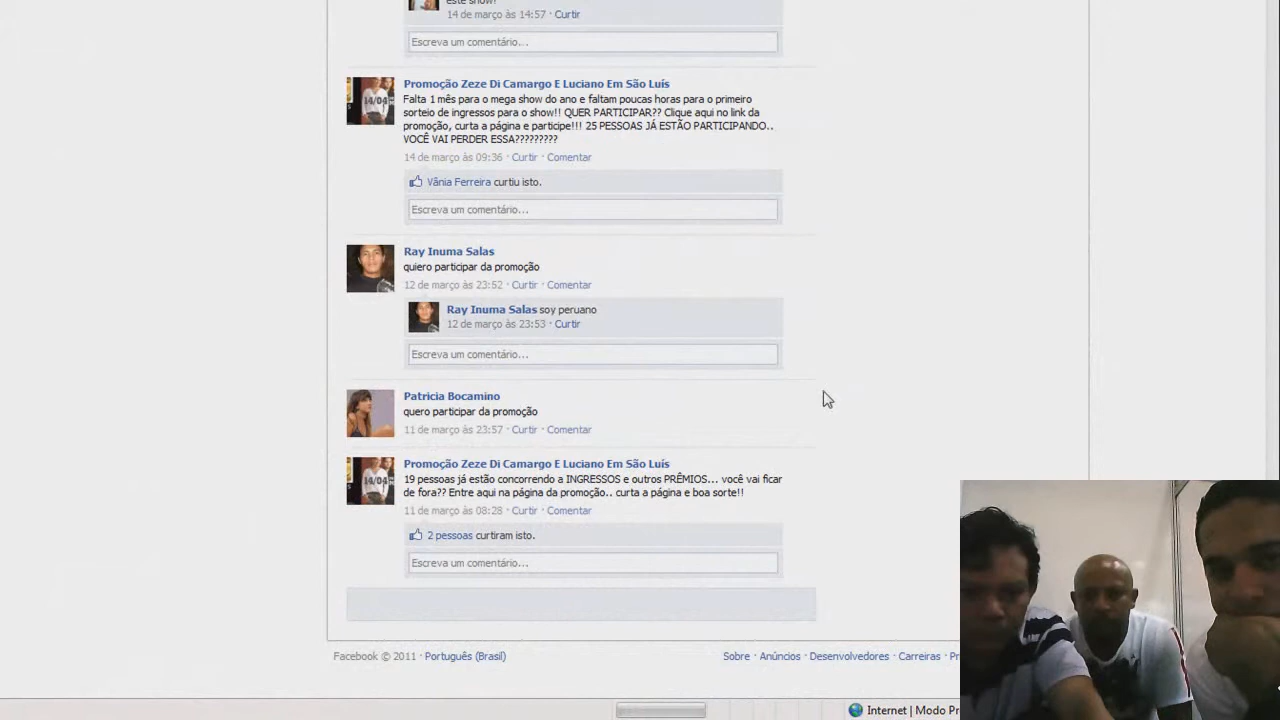 este show!
14 de março às 14:57 · Curtir
Escreva um comentário...
Promoção Zeze Di Camargo E Luciano Em São Luís
Falta 1 mês para o mega show do ano e faltam poucas horas para o primeiro
sorteio de ingressos para o show!! QUER PARTICIPAR?? Clique aqui no link da
promoção, curta a página e participe!!! 25 PESSOAS JÁ ESTÃO PARTICIPANDO..
VOCÊ VAI PERDER ESSA?????????
14 de março às 09:36 · Curtir · Comentar
Vânia Ferreira curtiu isto.
Escreva um comentário...
Ray Inuma Salas
quiero participar da promoção
12 de março às 23:52 · Curtir · Comentar
Ray Inuma Salas soy peruano
12 de março às 23:53 · Curtir
Escreva um comentário...
Patricia Bocamino
quero participar da promoção
11 de março às 23:57 · Curtir · Comentar
Promoção Zeze Di Camargo E Luciano Em São Luís
19 pessoas já estão concorrendo a INGRESSOS e outros PRÊMIOS... você vai ficar
de fora?? Entre aqui na página da promoção.. curta a página e boa sorte!!
11 de março às 08:28 · Curtir · Comentar
2 pessoas curtiram isto.
Escreva um comentário...
Facebook © 2011 · Português (Brasil)
Sobre · Anúncios · Desenvolvedores · Carreiras · Pr
Internet | Modo Pr
14/04
14/04